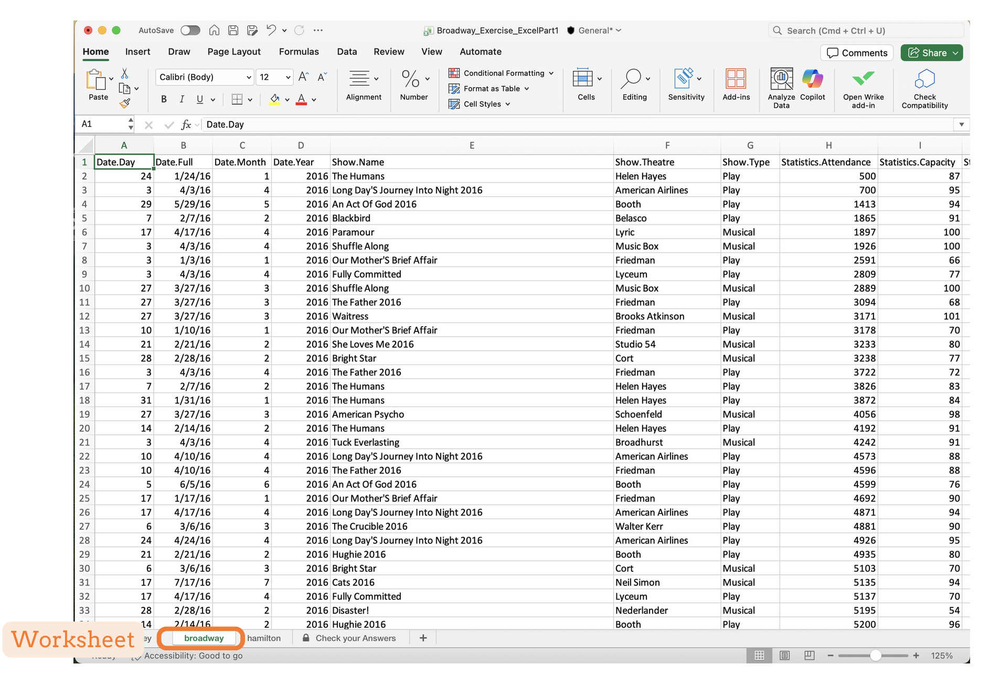 AutoSave Broadway_Exercise_ExcelPart1 General* Search (Cmd + Ctrl + U)
Home Insert Draw Page Layout Formulas Data Review View Automate Comments Share
Paste Calibri (Body) 12 A A B I U A Alignment % Number Conditional Formatting Format as Table Cell Styles Cells Editing Sensitivity Add-ins Analyze Data Copilot Open Wrike add-in Check Compatibility
A1 fx Date.Day
A B C D E F G H I
1 Date.Day Date.Full Date.Month Date.Year Show.Name Show.Theatre Show.Type Statistics.Attendance Statistics.Capacity St
2 24 1/24/16 1 2016 The Humans Helen Hayes Play 500 87
3 3 4/3/16 4 2016 Long Day'S Journey Into Night 2016 American Airlines Play 700 95
4 29 5/29/16 5 2016 An Act Of God 2016 Booth Play 1413 94
5 7 2/7/16 2 2016 Blackbird Belasco Play 1865 91
6 17 4/17/16 4 2016 Paramour Lyric Musical 1897 100
7 3 4/3/16 4 2016 Shuffle Along Music Box Musical 1926 100
8 3 1/3/16 1 2016 Our Mother'S Brief Affair Friedman Play 2591 66
9 3 4/3/16 4 2016 Fully Committed Lyceum Play 2809 77
10 27 3/27/16 3 2016 Shuffle Along Music Box Musical 2889 100
11 27 3/27/16 3 2016 The Father 2016 Friedman Play 3094 68
12 27 3/27/16 3 2016 Waitress Brooks Atkinson Musical 3171 101
13 10 1/10/16 1 2016 Our Mother'S Brief Affair Friedman Play 3178 70
14 21 2/21/16 2 2016 She Loves Me 2016 Studio 54 Musical 3233 80
15 28 2/28/16 2 2016 Bright Star Cort Musical 3238 77
16 3 4/3/16 4 2016 The Father 2016 Friedman Play 3722 72
17 7 2/7/16 2 2016 The Humans Helen Hayes Play 3826 83
18 31 1/31/16 1 2016 The Humans Helen Hayes Play 3872 84
19 27 3/27/16 3 2016 American Psycho Schoenfeld Musical 4056 98
20 14 2/14/16 2 2016 The Humans Helen Hayes Play 4192 91
21 3 4/3/16 4 2016 Tuck Everlasting Broadhurst Musical 4242 91
22 10 4/10/16 4 2016 Long Day'S Journey Into Night 2016 American Airlines Play 4573 88
23 10 4/10/16 4 2016 The Father 2016 Friedman Play 4596 88
24 5 6/5/16 6 2016 An Act Of God 2016 Booth Play 4599 76
25 17 1/17/16 1 2016 Our Mother'S Brief Affair Friedman Play 4692 90
26 17 4/17/16 4 2016 Long Day'S Journey Into Night 2016 American Airlines Play 4871 94
27 6 3/6/16 3 2016 The Crucible 2016 Walter Kerr Play 4881 90
28 24 4/24/16 4 2016 Long Day'S Journey Into Night 2016 American Airlines Play 4926 95
29 21 2/21/16 2 2016 Hughie 2016 Booth Play 4935 80
30 6 3/6/16 3 2016 Bright Star Cort Musical 5103 70
31 17 7/17/16 7 2016 Cats 2016 Neil Simon Musical 5135 94
32 17 4/17/16 4 2016 Fully Committed Lyceum Play 5137 70
33 28 2/28/16 2 2016 Disaster! Nederlander Musical 5195 54
14 2/14/16 2 2016 Hughie 2016 Booth Play 5200 96
Worksheet ey broadway hamilton Check your Answers +
Ready Accessibility: Good to go 125%